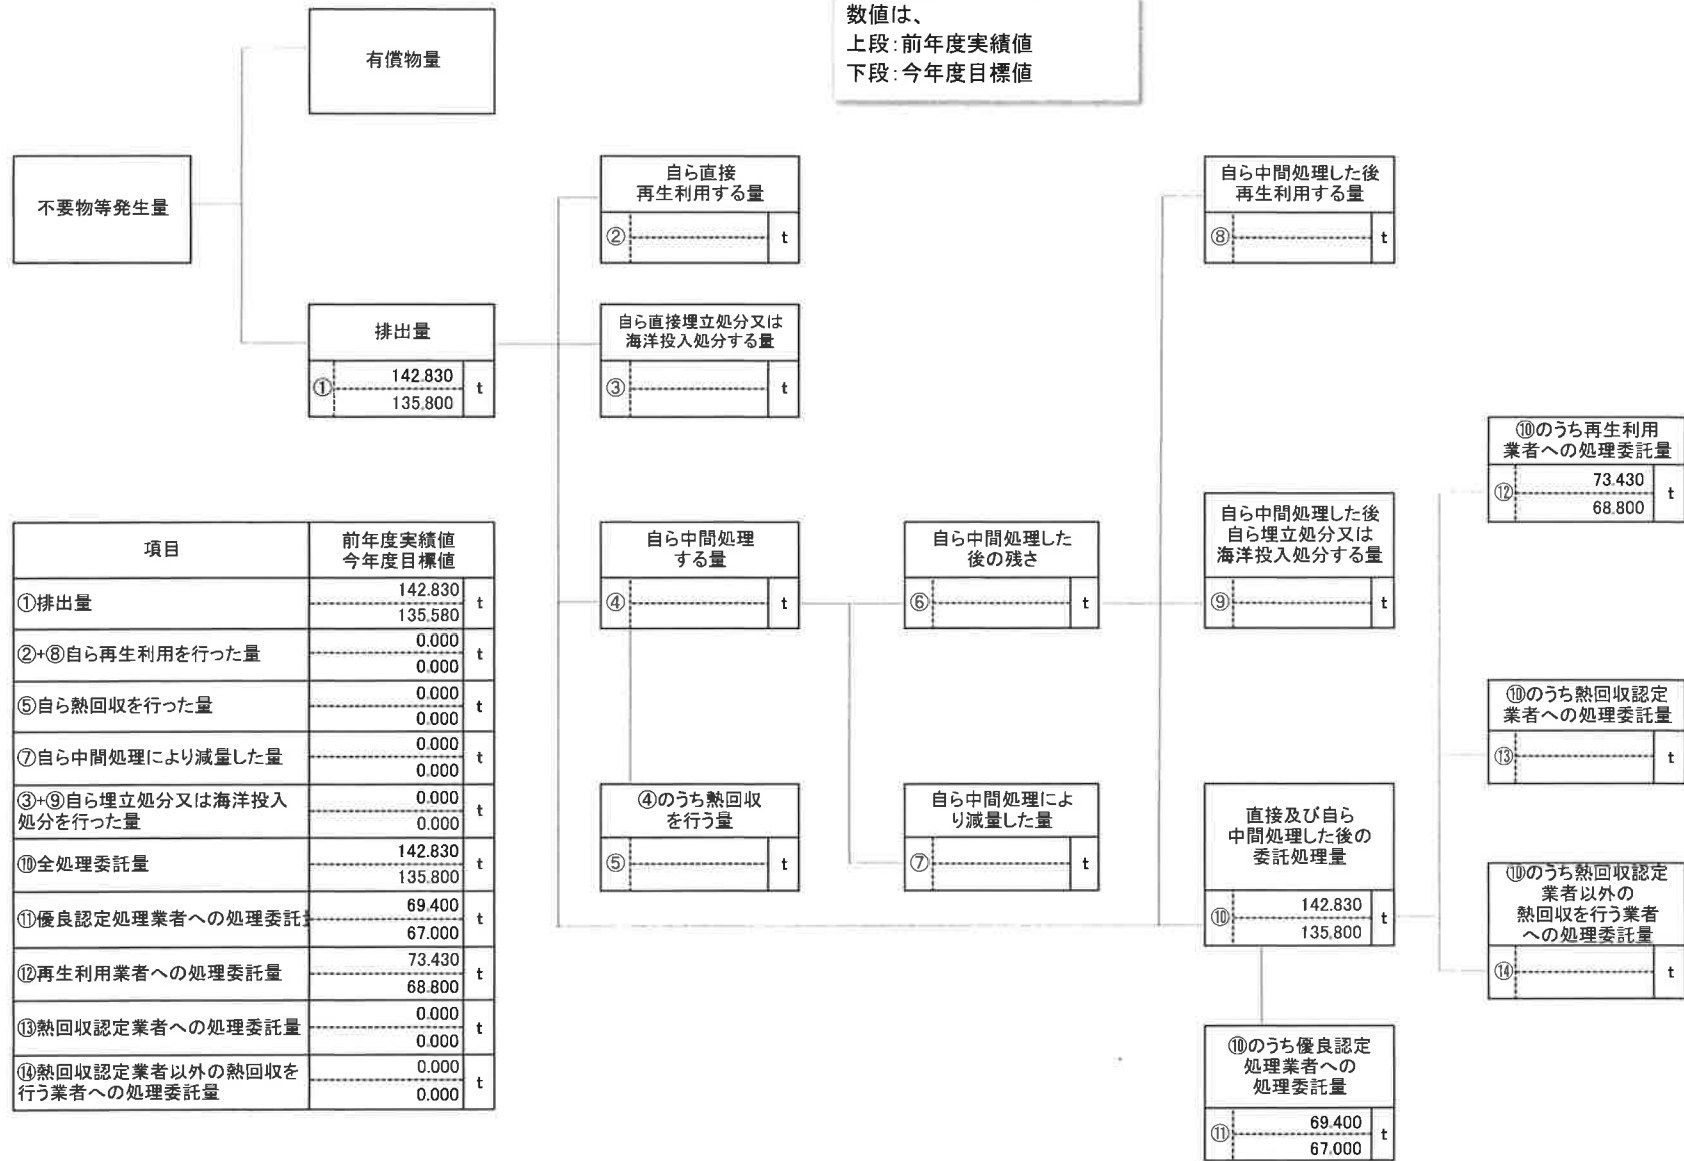 数値は、
上段:前年度実績値
下段:今年度目標値
有償物量
不要物等発生量
排出量
① 142.830 t
135.800
自ら直接
再生利用する量
② t
自ら直接埋立処分又は
海洋投入処分する量
③ t
自ら中間処理
する量
④ t
④のうち熱回収
を行う量
⑤ t
自ら中間処理した
後の残さ
⑥ t
自ら中間処理によ
り減量した量
⑦ t
自ら中間処理した後
再生利用する量
⑧ t
自ら中間処理した後
自ら埋立処分又は
海洋投入処分する量
⑨ t
直接及び自ら
中間処理した後の
委託処理量
⑩ 142.830 t
135.800
⑩のうち優良認定
処理業者への
処理委託量
⑪ 69.400 t
67.000
⑩のうち再生利用
業者への処理委託量
⑫ 73.430 t
68.800
⑩のうち熱回収認定
業者への処理委託量
⑬ t
⑩のうち熱回収認定
業者以外の
熱回収を行う業者
への処理委託量
⑭ t
項目 前年度実績値
今年度目標値
①排出量 142.830 t
135.580
②+⑧自ら再生利用を行った量 0.000 t
0.000
⑤自ら熱回収を行った量 0.000 t
0.000
⑦自ら中間処理により減量した量 0.000 t
0.000
③+⑨自ら埋立処分又は海洋投入
処分を行った量 0.000 t
0.000
⑩全処理委託量 142.830 t
135.800
⑪優良認定処理業者への処理委託 69.400 t
67.000
⑫再生利用業者への処理委託量 73.430 t
68.800
⑬熱回収認定業者への処理委託量 0.000 t
0.000
⑭熱回収認定業者以外の熱回収を
行う業者への処理委託量 0.000 t
0.000